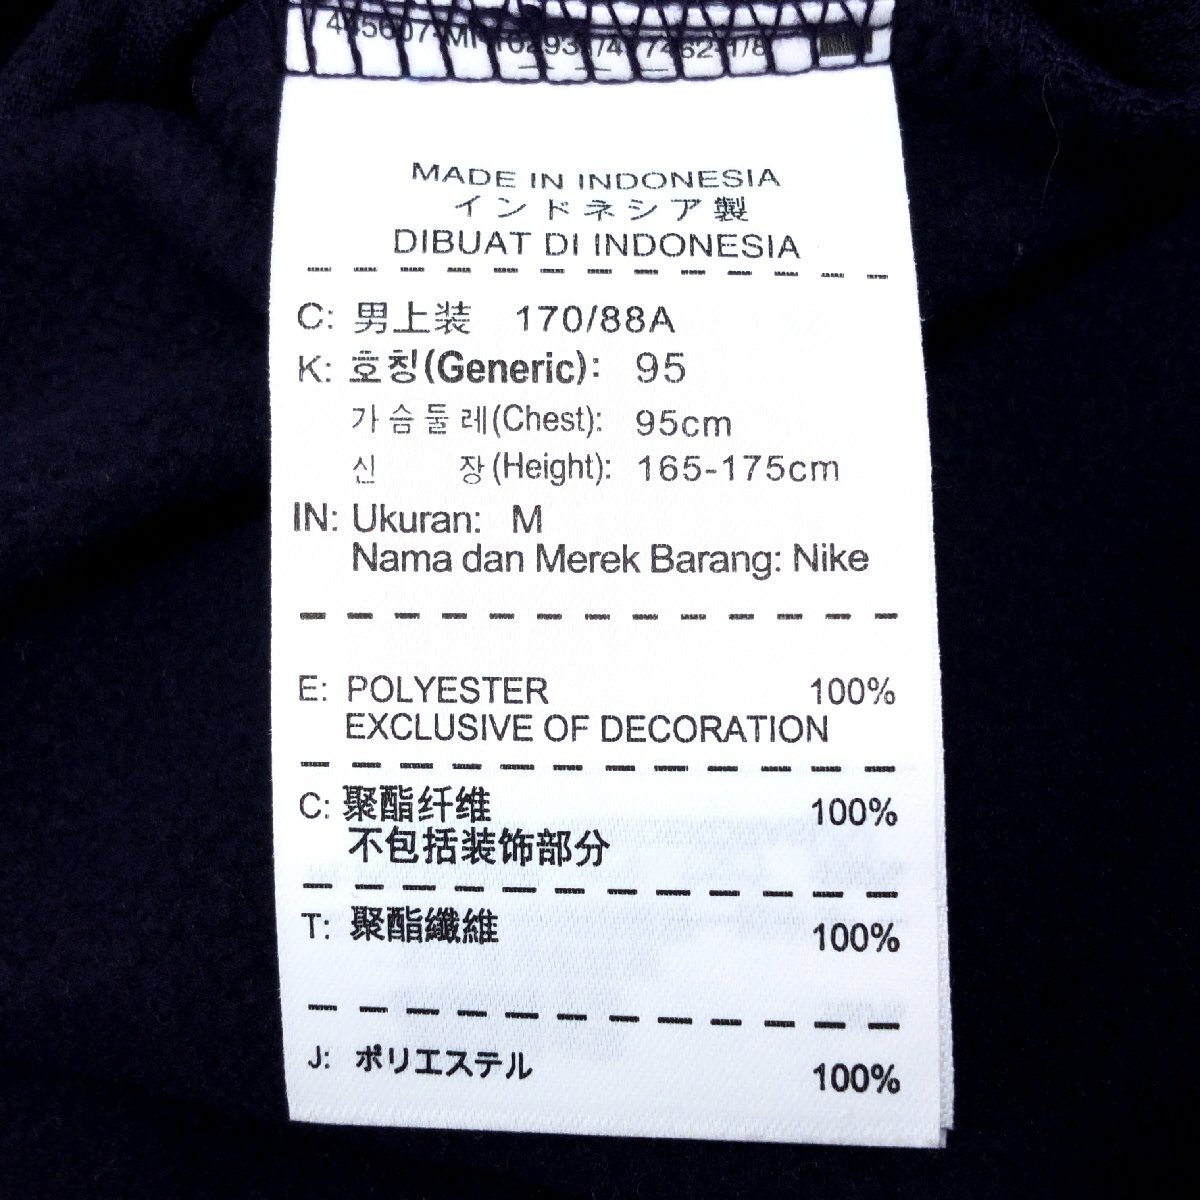 MADE IN INDONESIA
インドネシア製
DIBUAT DI INDONESIA
C: 男上装 170/88A
K: 호칭(Generic): 95
가슴둘레(Chest): 95cm
신 장(Height): 165-175cm
IN: Ukuran: M
Nama dan Merek Barang: Nike
E: POLYESTER 100%
EXCLUSIVE OF DECORATION
C: 聚酯纤维 100%
不包括装饰部分
T: 聚酯纖維 100%
J: ポリエステル 100%